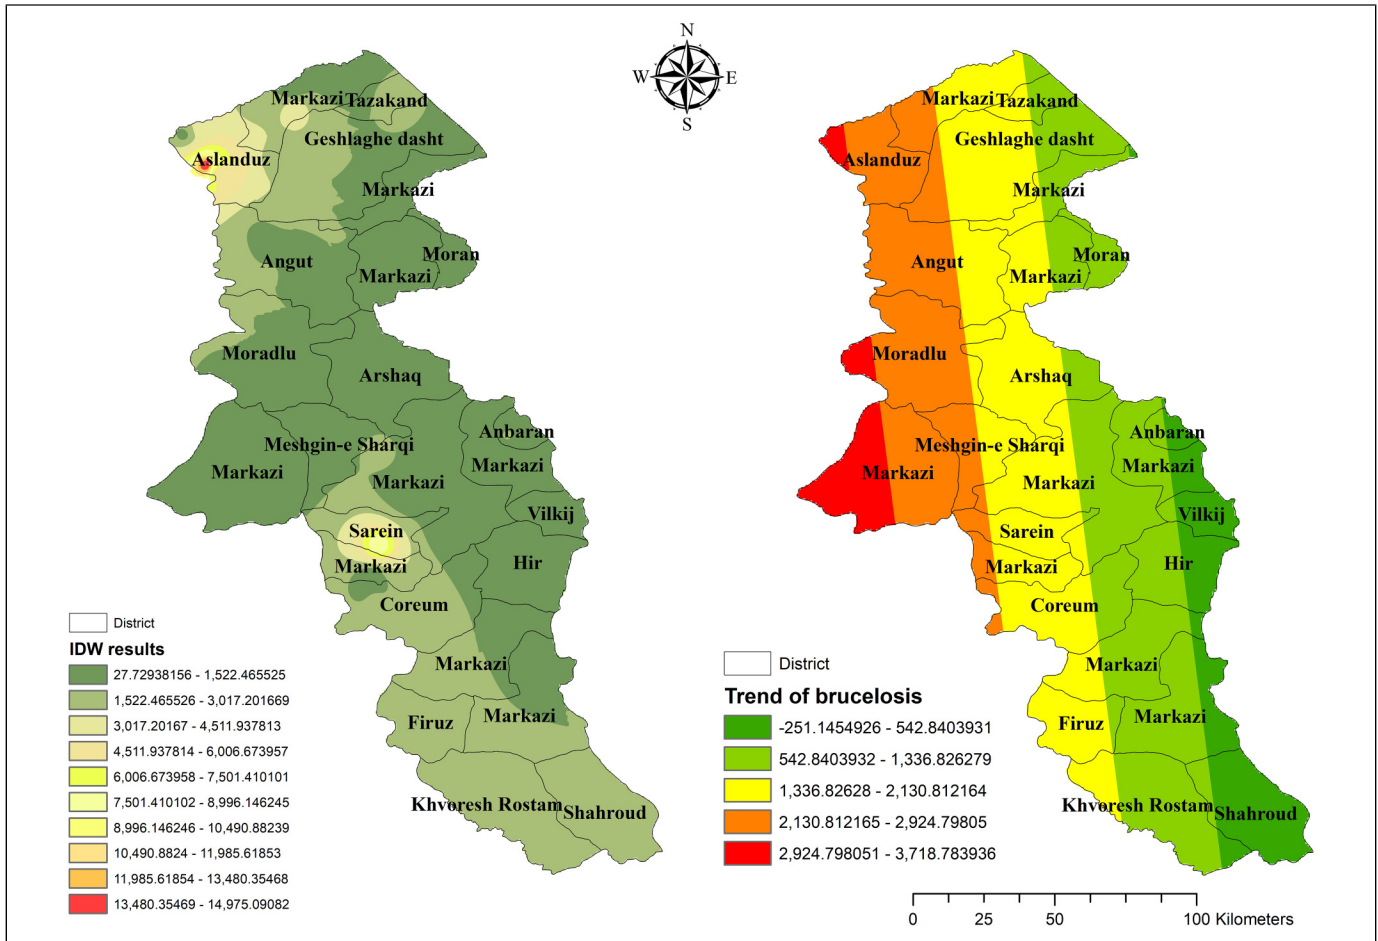 N
W
E
S
Markazi
Tazakand
Geshlaghe dasht
Aslanduz
Markazi
Angut
Moran
Markazi
Moradlu
Arshaq
Anbaran
Meshgin-e Sharqi
Markazi
Markazi
Markazi
Vilkij
Sarein
Markazi
Hir
Coreum
Markazi
Firuz
Markazi
Khvoresh Rostam
Shahroud
District
IDW results
27.72938156 - 1,522.465525
1,522.465526 - 3,017.201669
3,017.20167 - 4,511.937813
4,511.937814 - 6,006.673957
6,006.673958 - 7,501.410101
7,501.410102 - 8,996.146245
8,996.146246 - 10,490.88239
10,490.8824 - 11,985.61853
11,985.61854 - 13,480.35468
13,480.35469 - 14,975.09082
Markazi
Tazakand
Geshlaghe dasht
Aslanduz
Markazi
Angut
Moran
Markazi
Moradlu
Arshaq
Anbaran
Meshgin-e Sharqi
Markazi
Markazi
Markazi
Vilkij
Sarein
Markazi
Hir
Coreum
Markazi
Firuz
Markazi
Khvoresh Rostam
Shahroud
District
Trend of brucelosis
-251.1454926 - 542.8403931
542.8403932 - 1,336.826279
1,336.82628 - 2,130.812164
2,130.812165 - 2,924.79805
2,924.798051 - 3,718.783936
0 25 50 100 Kilometers